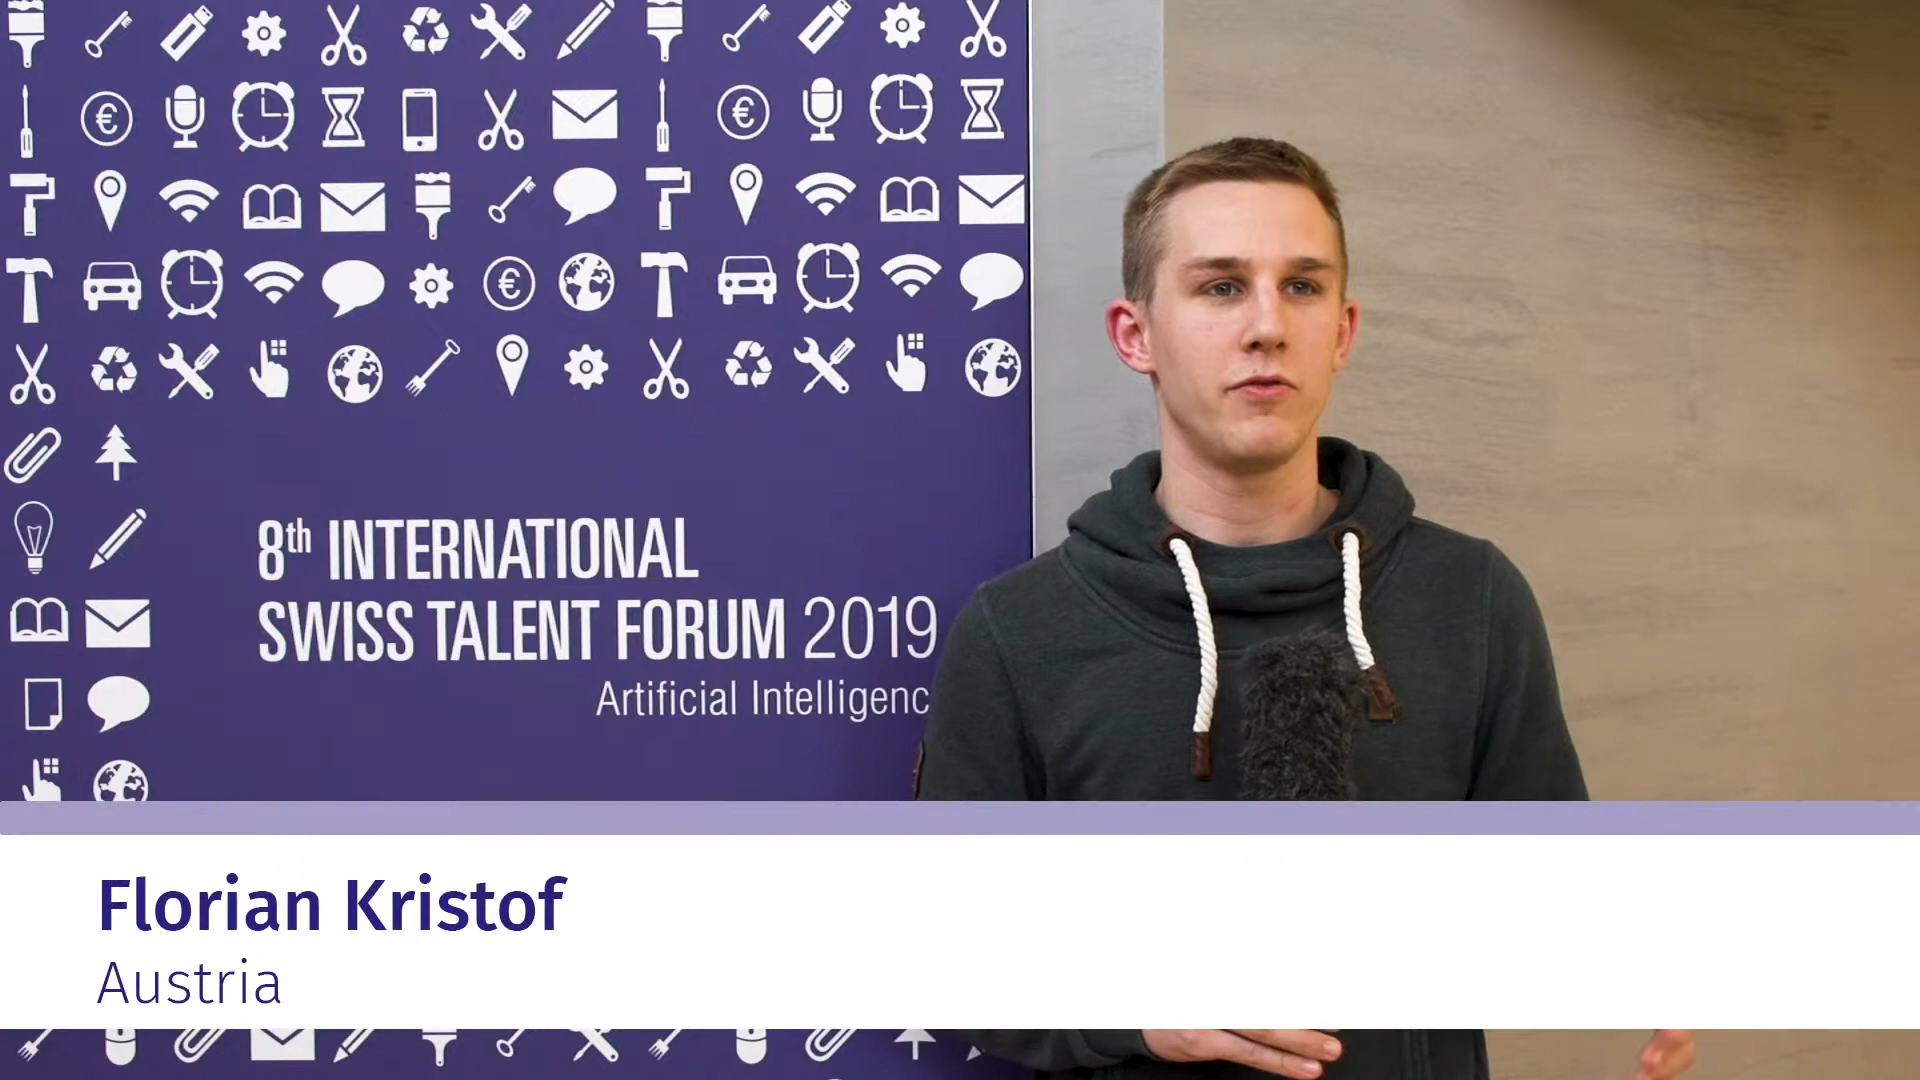 8th INTERNATIONAL
SWISS TALENT FORUM 2019
Artificial Intelligenc
Florian Kristof
Austria